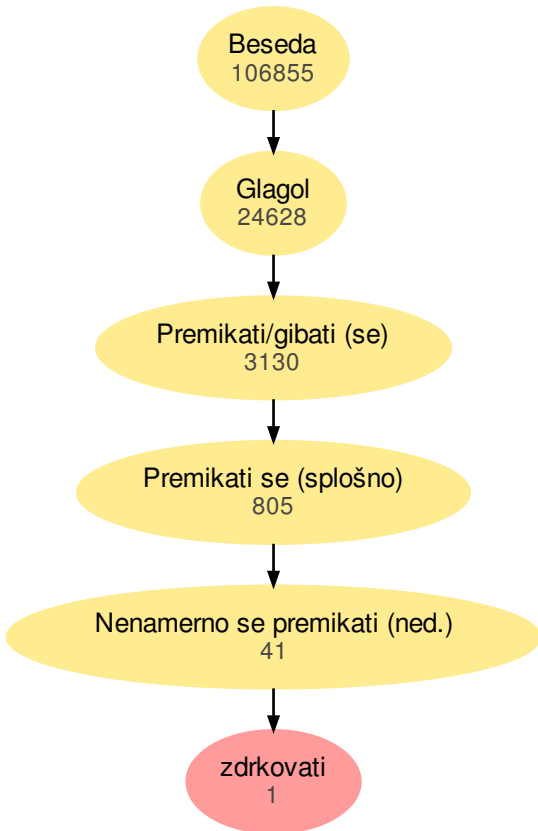 Beseda
106855
Glagol
24628
Premikati/gibati (se)
3130
Premikati se (splošno)
805
Nenamerno se premikati (ned.)
41
zdrkovati
1